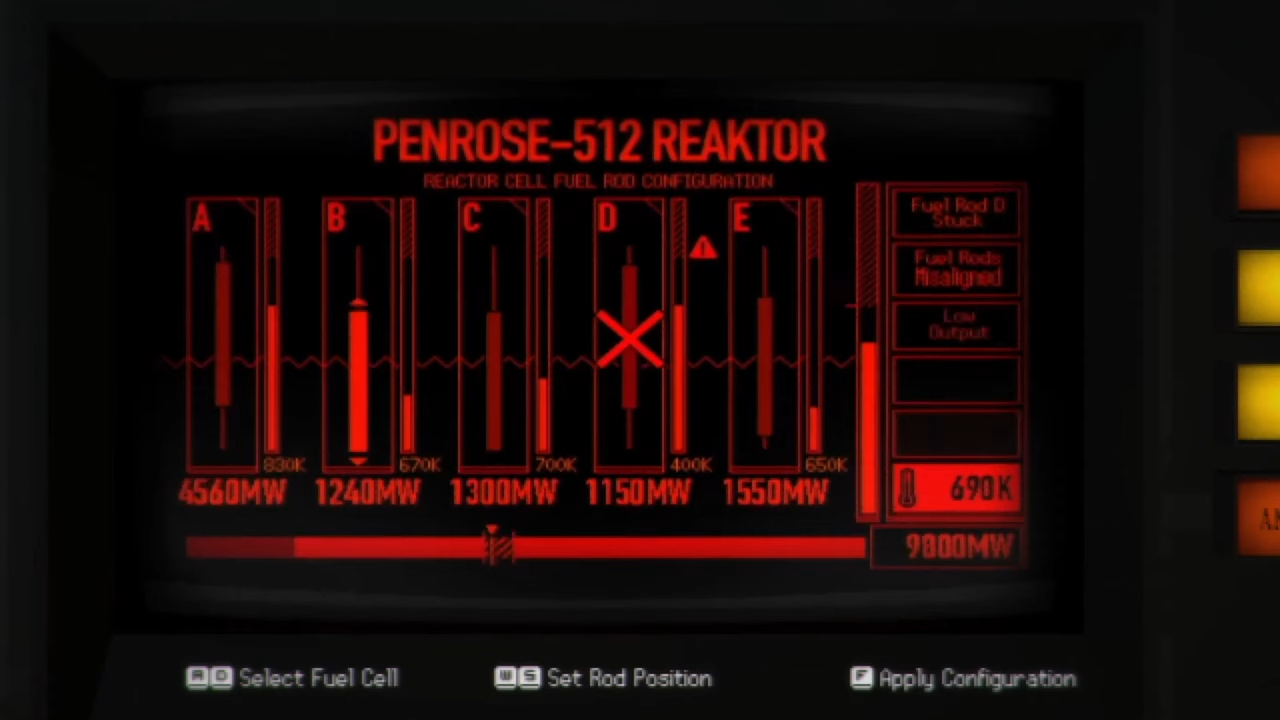 PENROSE-512 REAKTOR
REACTOR CELL FUEL ROD CONFIGURATION
A
B
C
D
E
830K
670K
700K
400K
650K
4560MW
1240MW
1300MW
1150MW
1550MW
Fuel Rod D
Stuck
Fuel Rods
Misaligned
Low
Output
690K
9800MW
A D Select Fuel Cell
W S Set Rod Position
F Apply Configuration